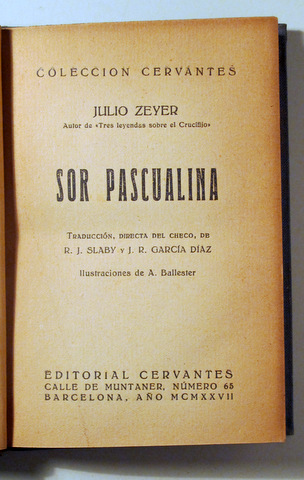 COLECCION CERVÁNTES
JULIO ZEYER
Autor de «Tres leyendas sobre el Crucifijo»
SOR PASCUALINA
TRADUCCIÓN, DIRECTA DEL CHECO, DE
R. J. SLABY Y J. R. GARCÍA DÍAZ
Ilustraciones de A. Ballester
EDITORIAL CERVANTES
CALLE DE MUNTANER, NÚMERO 65
BARCELONA, AÑO MCMXXVII